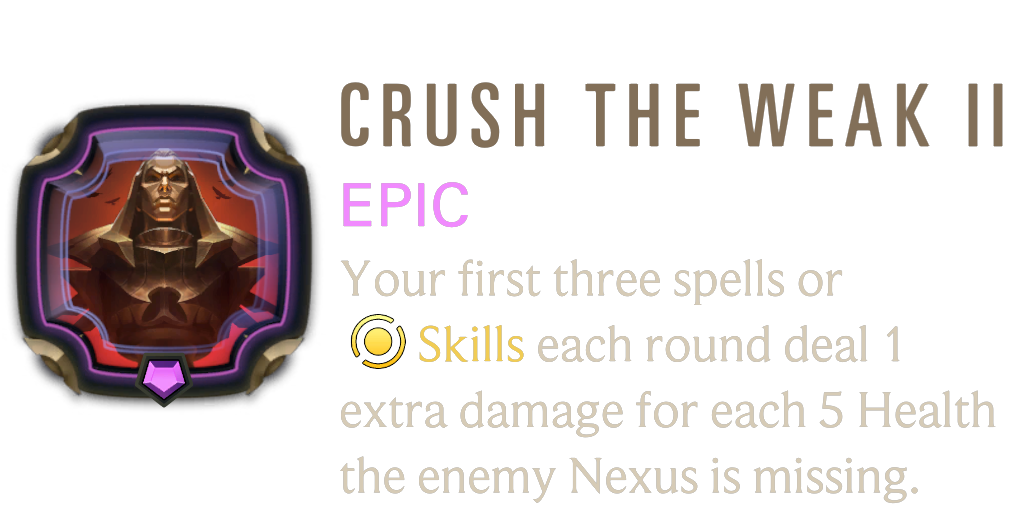 CRUSH THE WEAK II
EPIC
Your first three spells or
Skills each round deal 1
extra damage for each 5 Health
the enemy Nexus is missing.